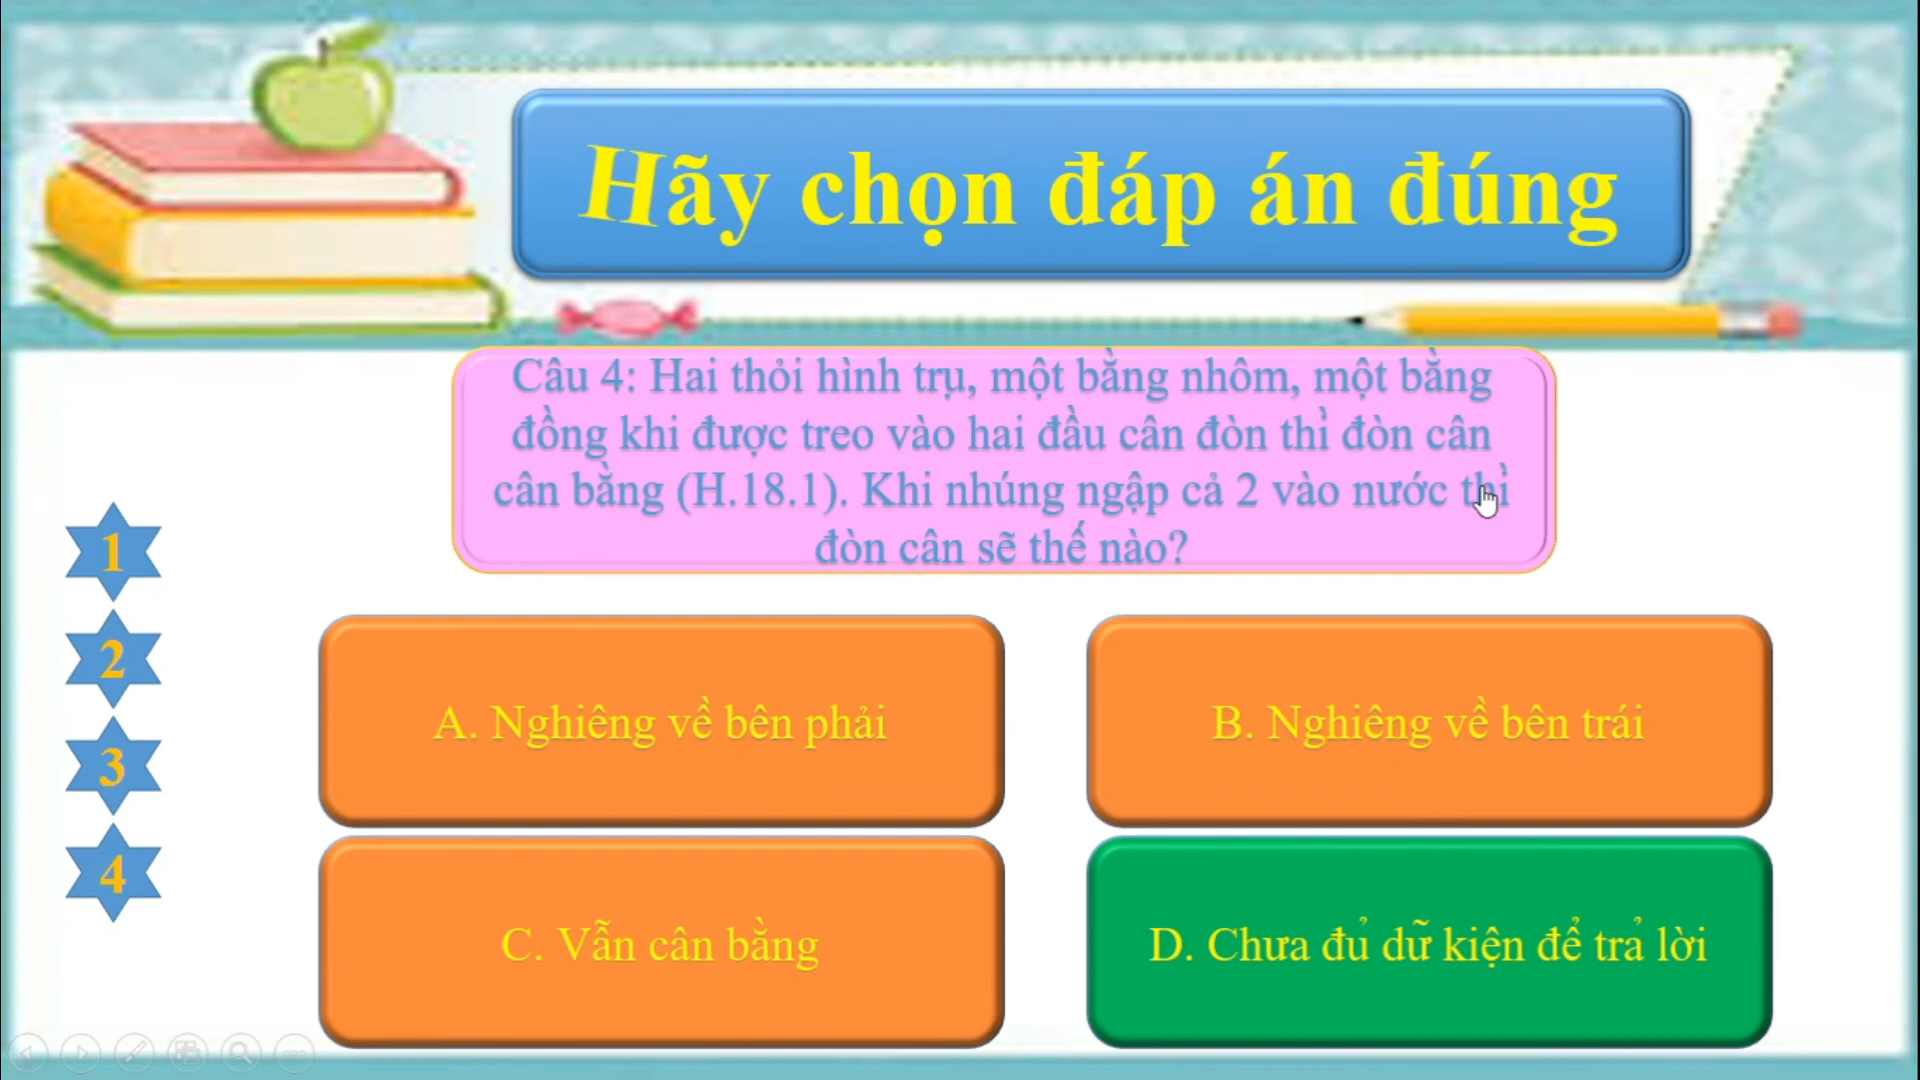 Hãy chọn đáp án đúng
Câu 4: Hai thỏi hình trụ, một bằng nhôm, một bằng
đồng khi được treo vào hai đầu cân đòn thì đòn cân
cân bằng (H.18.1). Khi nhúng ngập cả 2 vào nước thì
đòn cân sẽ thế nào?
1
2
3
4
A. Nghiêng về bên phải
B. Nghiêng về bên trái
C. Vẫn cân bằng
D. Chưa đủ dữ kiện để trả lời